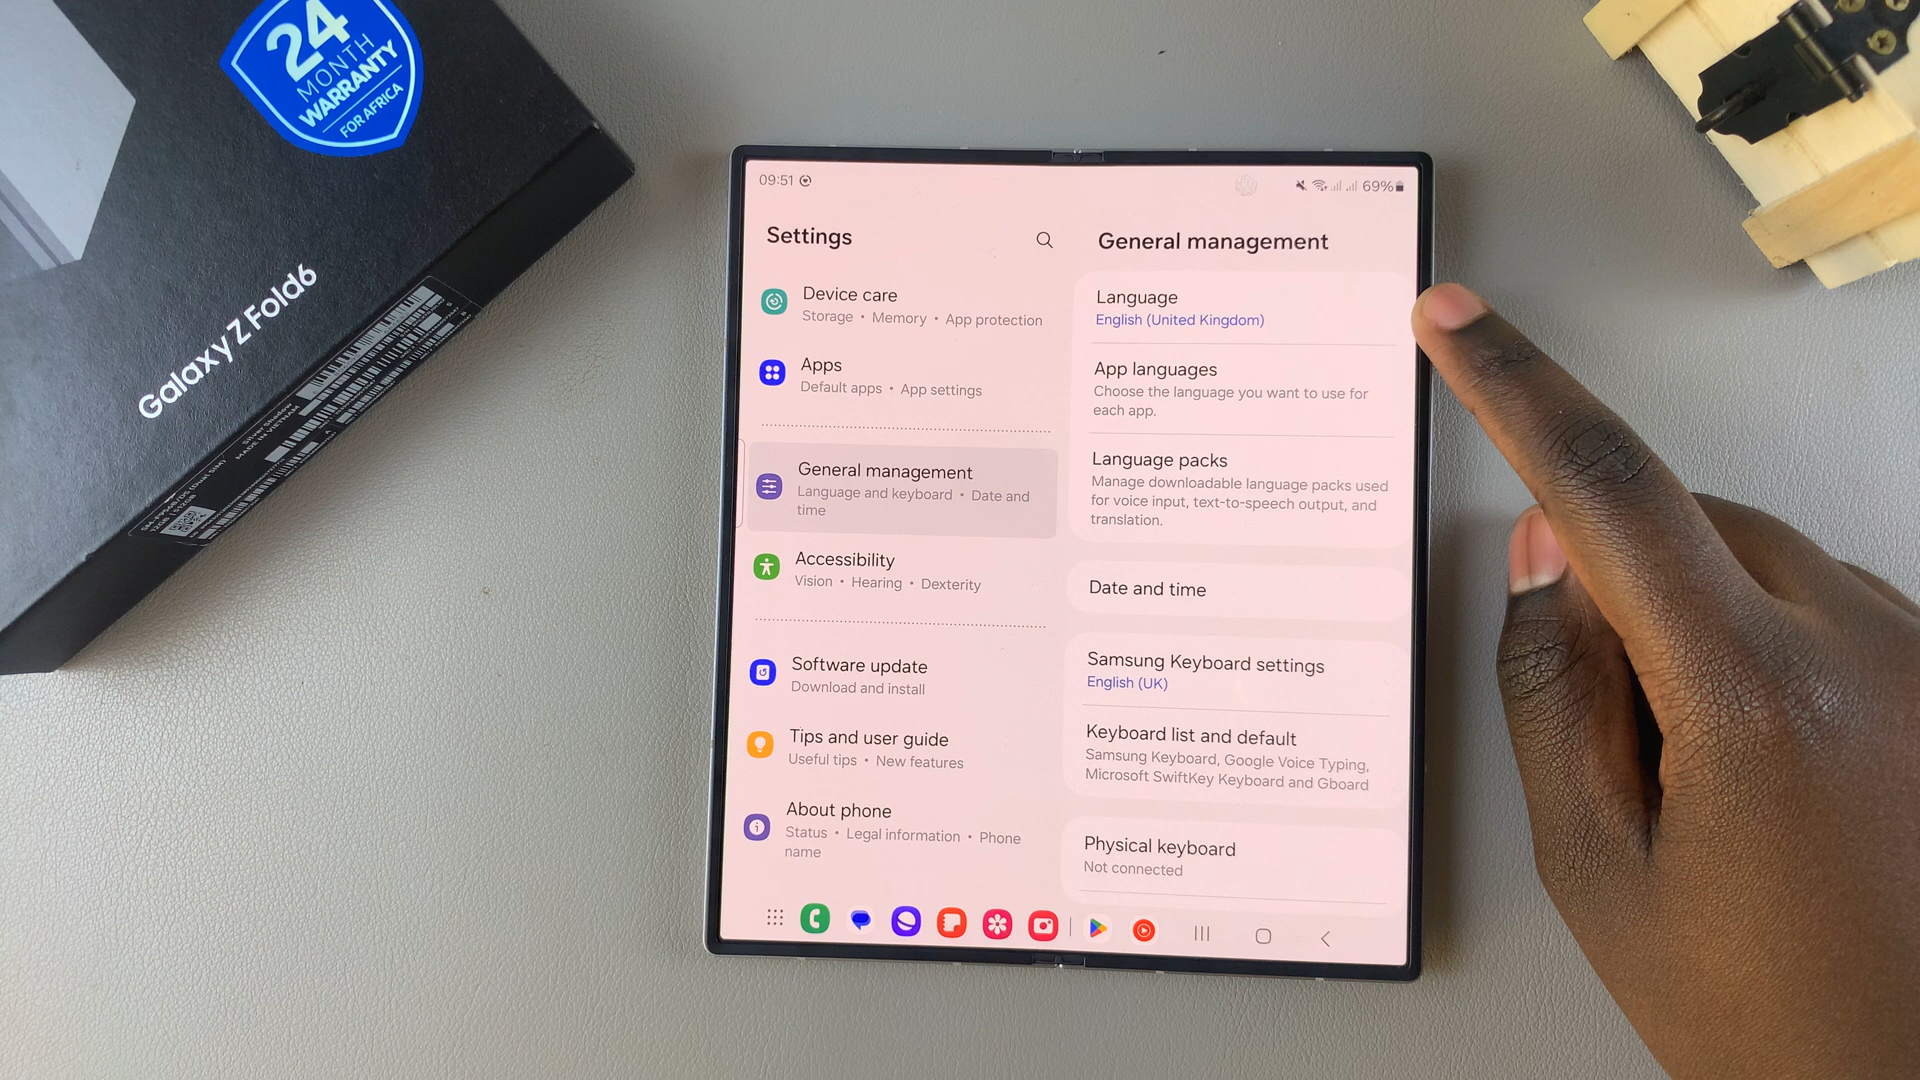 24
MONTH
WARRANTY
FOR AFRICA
Galaxy Z Fold6
SilverShadow
MADE IN VIETNAM
09:51
69%
Settings
Device care
Storage • Memory • App protection
Apps
Default apps • App settings
General management
Language and keyboard • Date and
time
Accessibility
Vision • Hearing • Dexterity
Software update
Download and install
Tips and user guide
Useful tips • New features
About phone
Status • Legal information • Phone
name
General management
Language
English (United Kingdom)
App languages
Choose the language you want to use for
each app.
Language packs
Manage downloadable language packs used
for voice input, text-to-speech output, and
translation.
Date and time
Samsung Keyboard settings
English (UK)
Keyboard list and default
Samsung Keyboard, Google Voice Typing,
Microsoft SwiftKey Keyboard and Gboard
Physical keyboard
Not connected